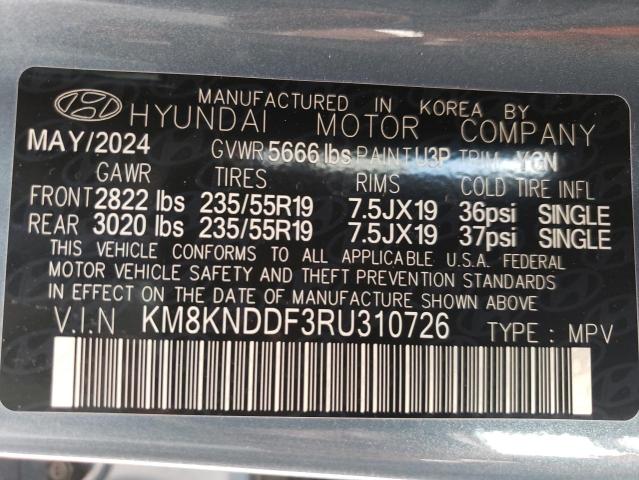 MANUFACTURED IN KOREA BY
HYUNDAI MOTOR COMPANY
MAY/2024 GVWR 5666 lbs PAINT U3P TRIM YGN
GAWR TIRES RIMS COLD TIRE INFL
FRONT 2822 lbs 235/55R19 7.5JX19 36psi SINGLE
REAR 3020 lbs 235/55R19 7.5JX19 37psi SINGLE
THIS VEHICLE CONFORMS TO ALL APPLICABLE U.S.A. FEDERAL
MOTOR VEHICLE SAFETY AND THEFT PREVENTION STANDARDS
IN EFFECT ON THE DATE OF MANUFACTURE SHOWN ABOVE.
V.I.N KM8KNDDF3RU310726 TYPE : MPV